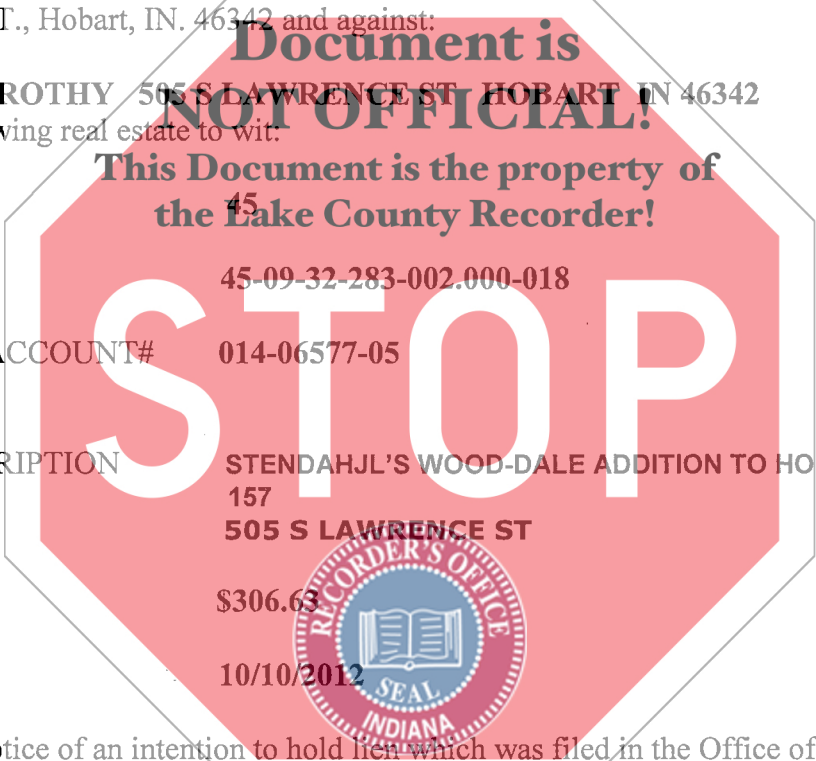 T., Hobart, IN. 46342 and against:
Document is
ROTHY 505 S LAWRENCE ST HOBART IN 46342
NOT OFFICIAL!
wing real estate to wit:
This Document is the property of
45
the Lake County Recorder!
45-09-32-283-002.000-018
STOP
ACCOUNT# 014-06577-05
RIPTION STENDAHJL'S WOOD-DALE ADDITION TO HO
157
505 S LAWRENCE ST
RECORDER'S OFFICE
$306.63
10/10/2012
SEAL
INDIANA
tice of an intention to hold lien which was filed in the Office of